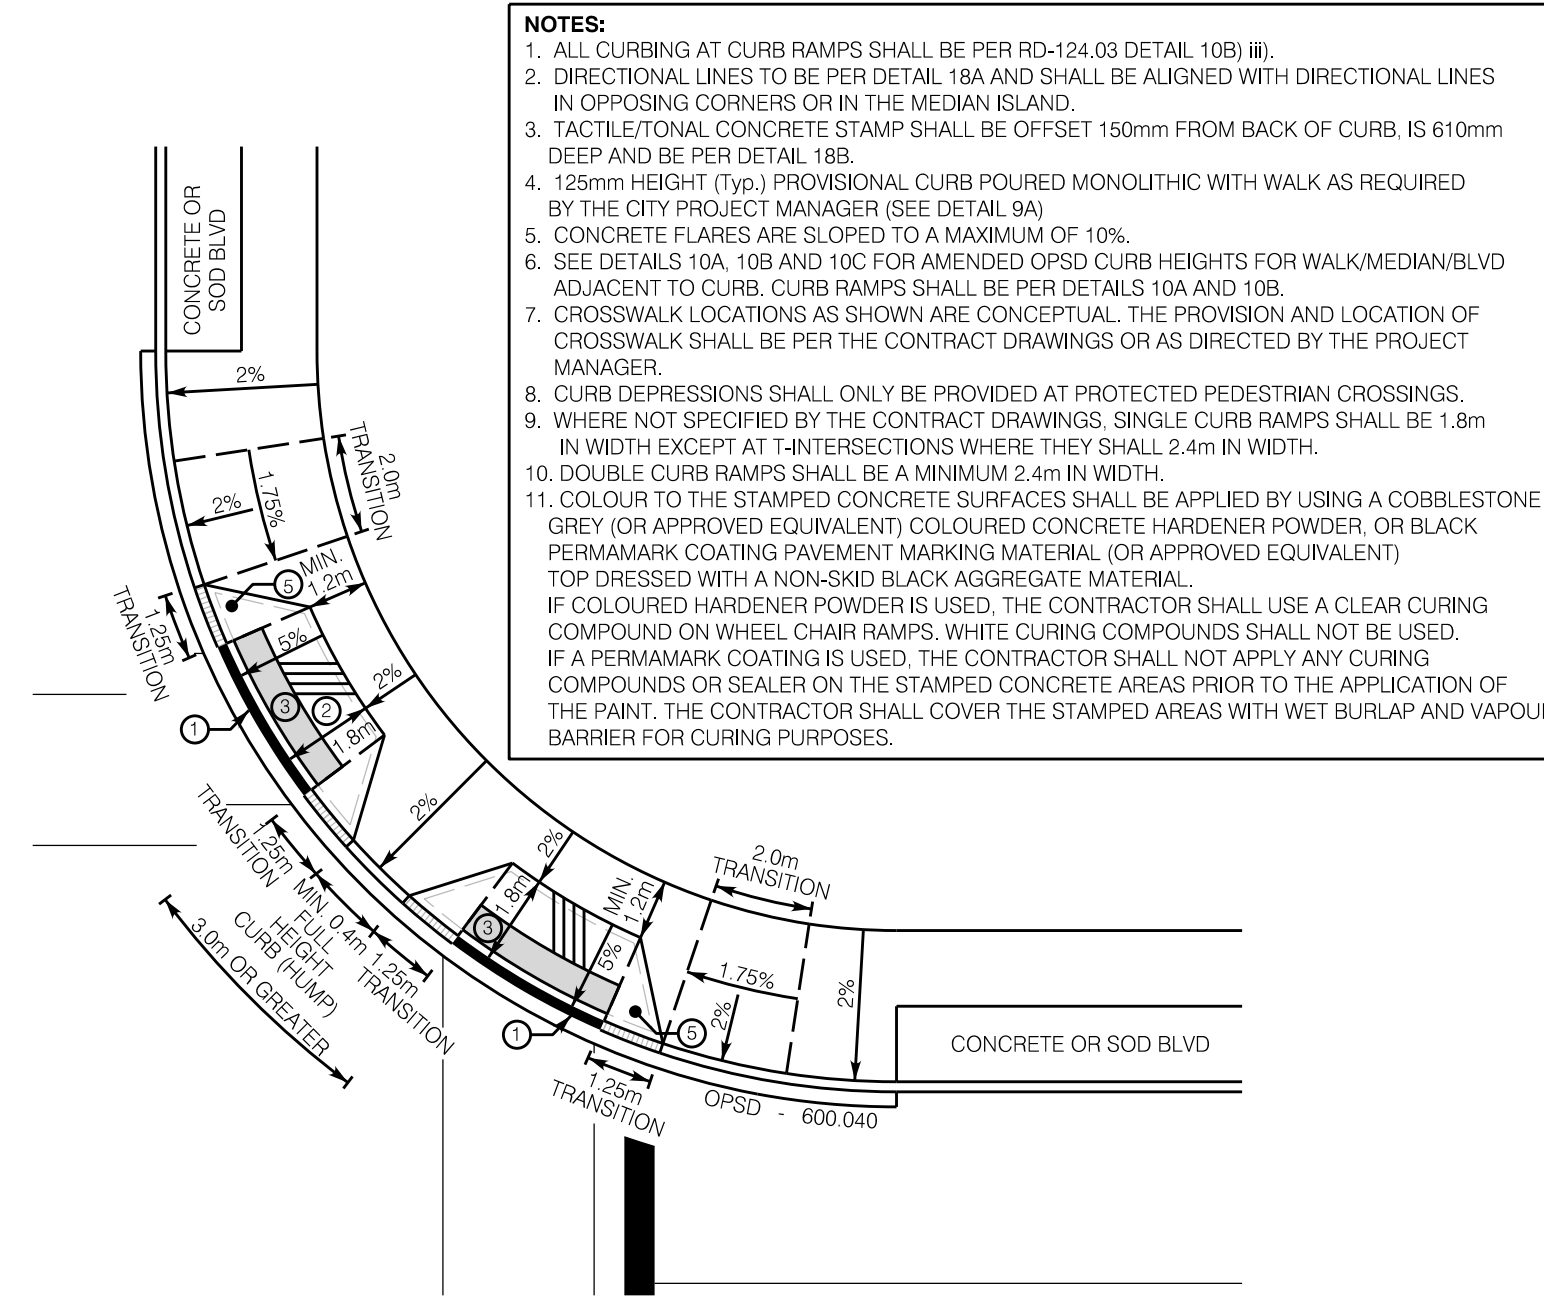 NOTES:
1. ALL CURBING AT CURB RAMPS SHALL BE PER RD-124.03 DETAIL 10B) iii).
2. DIRECTIONAL LINES TO BE PER DETAIL 18A AND SHALL BE ALIGNED WITH DIRECTIONAL LINES
IN OPPOSING CORNERS OR IN THE MEDIAN ISLAND.
3. TACTILE/TONAL CONCRETE STAMP SHALL BE OFFSET 150mm FROM BACK OF CURB, IS 610mm
DEEP AND BE PER DETAIL 18B.
4. 125mm HEIGHT (Typ.) PROVISIONAL CURB POURED MONOLITHIC WITH WALK AS REQUIRED
BY THE CITY PROJECT MANAGER (SEE DETAIL 9A)
5. CONCRETE FLARES ARE SLOPED TO A MAXIMUM OF 10%.
6. SEE DETAILS 10A, 10B AND 10C FOR AMENDED OPSD CURB HEIGHTS FOR WALK/MEDIAN/BLVD
ADJACENT TO CURB. CURB RAMPS SHALL BE PER DETAILS 10A AND 10B.
7. CROSSWALK LOCATIONS AS SHOWN ARE CONCEPTUAL. THE PROVISION AND LOCATION OF
CROSSWALK SHALL BE PER THE CONTRACT DRAWINGS OR AS DIRECTED BY THE PROJECT
MANAGER.
8. CURB DEPRESSIONS SHALL ONLY BE PROVIDED AT PROTECTED PEDESTRIAN CROSSINGS.
9. WHERE NOT SPECIFIED BY THE CONTRACT DRAWINGS, SINGLE CURB RAMPS SHALL BE 1.8m
IN WIDTH EXCEPT AT T-INTERSECTIONS WHERE THEY SHALL 2.4m IN WIDTH.
10. DOUBLE CURB RAMPS SHALL BE A MINIMUM 2.4m IN WIDTH.
11. COLOUR TO THE STAMPED CONCRETE SURFACES SHALL BE APPLIED BY USING A COBBLESTONE
GREY (OR APPROVED EQUIVALENT) COLOURED CONCRETE HARDENER POWDER, OR BLACK
PERMAMARK COATING PAVEMENT MARKING MATERIAL (OR APPROVED EQUIVALENT)
TOP DRESSED WITH A NON-SKID BLACK AGGREGATE MATERIAL.
IF COLOURED HARDENER POWDER IS USED, THE CONTRACTOR SHALL USE A CLEAR CURING
COMPOUND ON WHEEL CHAIR RAMPS. WHITE CURING COMPOUNDS SHALL NOT BE USED.
IF A PERMAMARK COATING IS USED, THE CONTRACTOR SHALL NOT APPLY ANY CURING
COMPOUNDS OR SEALER ON THE STAMPED CONCRETE AREAS PRIOR TO THE APPLICATION OF
THE PAINT. THE CONTRACTOR SHALL COVER THE STAMPED AREAS WITH WET BURLAP AND VAPOU
BARRIER FOR CURING PURPOSES.
CONCRETE OR
SOD BLVD
2%
2.0m
TRANSITION
1.75%
2%
MIN.
1.2m
5
1.25m
TRANSITION
5%
2%
3
2
1
1.8m
2%
1.25m
TRANSITION
MIN. 0.4m
FULL
HEIGHT
CURB (HUMP)
1.25m
TRANSITION
3.0m OR GREATER
2%
1.8m
3
MIN.
1.2m
5%
2.0m
TRANSITION
1.75%
2%
2%
1
5
1.25m
TRANSITION
OPSD - 600.040
CONCRETE OR SOD BLVD